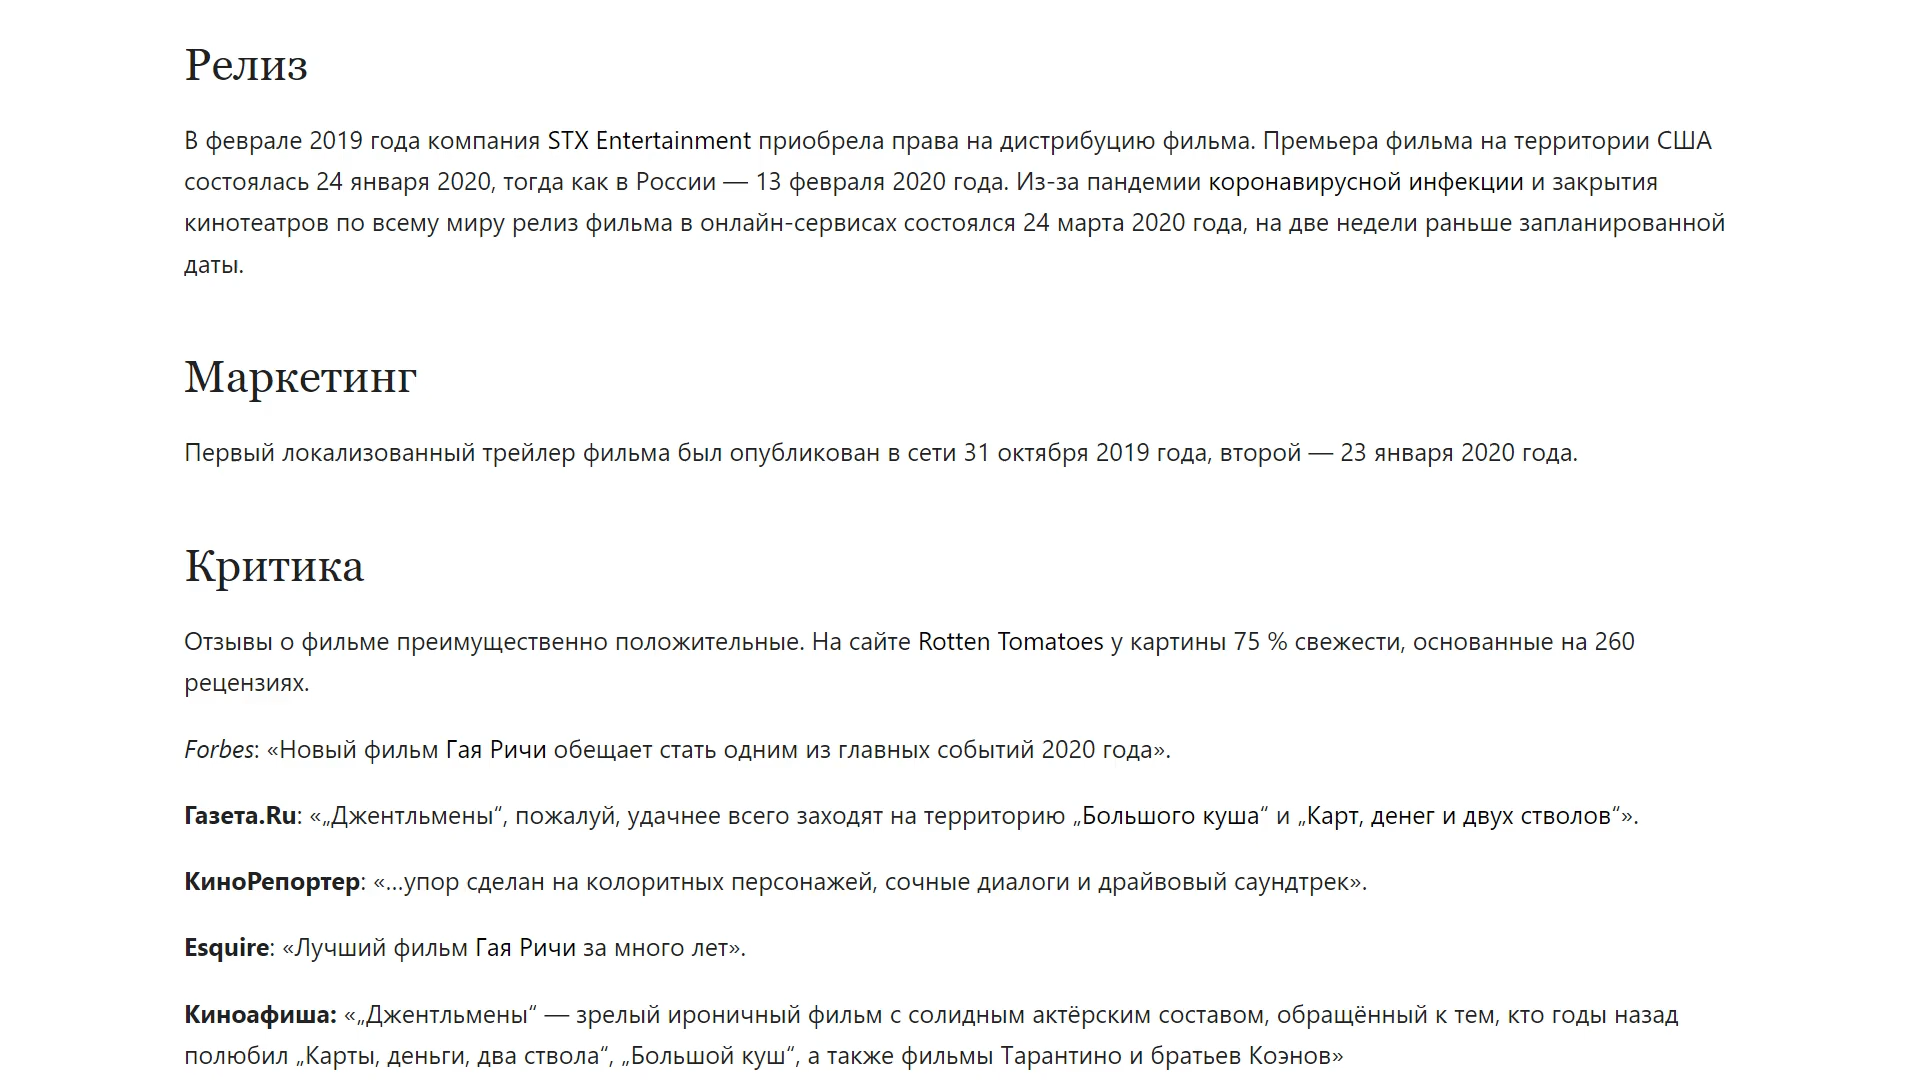 Релиз
В феврале 2019 года компания STX Entertainment приобрела права на дистрибуцию фильма. Премьера фильма на территории США
состоялась 24 января 2020, тогда как в России — 13 февраля 2020 года. Из-за пандемии коронавирусной инфекции и закрытия
кинотеатров по всему миру релиз фильма в онлайн-сервисах состоялся 24 марта 2020 года, на две недели раньше запланированной
даты.
Маркетинг
Первый локализованный трейлер фильма был опубликован в сети 31 октября 2019 года, второй — 23 января 2020 года.
Критика
Отзывы о фильме преимущественно положительные. На сайте Rotten Tomatoes у картины 75 % свежести, основанные на 260
рецензиях.
Forbes: «Новый фильм Гая Ричи обещает стать одним из главных событий 2020 года».
Газета.Ru: «„Джентльмены“, пожалуй, удачнее всего заходят на территорию „Большого куша“ и „Карт, денег и двух стволов“».
КиноРепортер: «...упор сделан на колоритных персонажей, сочные диалоги и драйвовый саундтрек».
Esquire: «Лучший фильм Гая Ричи за много лет».
Киноафиша: «„Джентльмены“ — зрелый ироничный фильм с солидным актёрским составом, обращённый к тем, кто годы назад
полюбил „Карты, деньги, два ствола“, „Большой куш“, а также фильмы Тарантино и братьев Коэнов»